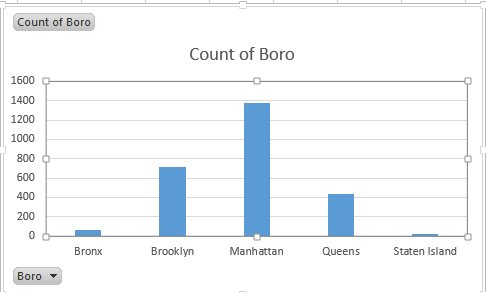 Count of Boro
Count of Boro
1600
1400
1200
1000
800
600
400
200
0
Bronx Brooklyn Manhattan Queens Staten Island
Boro